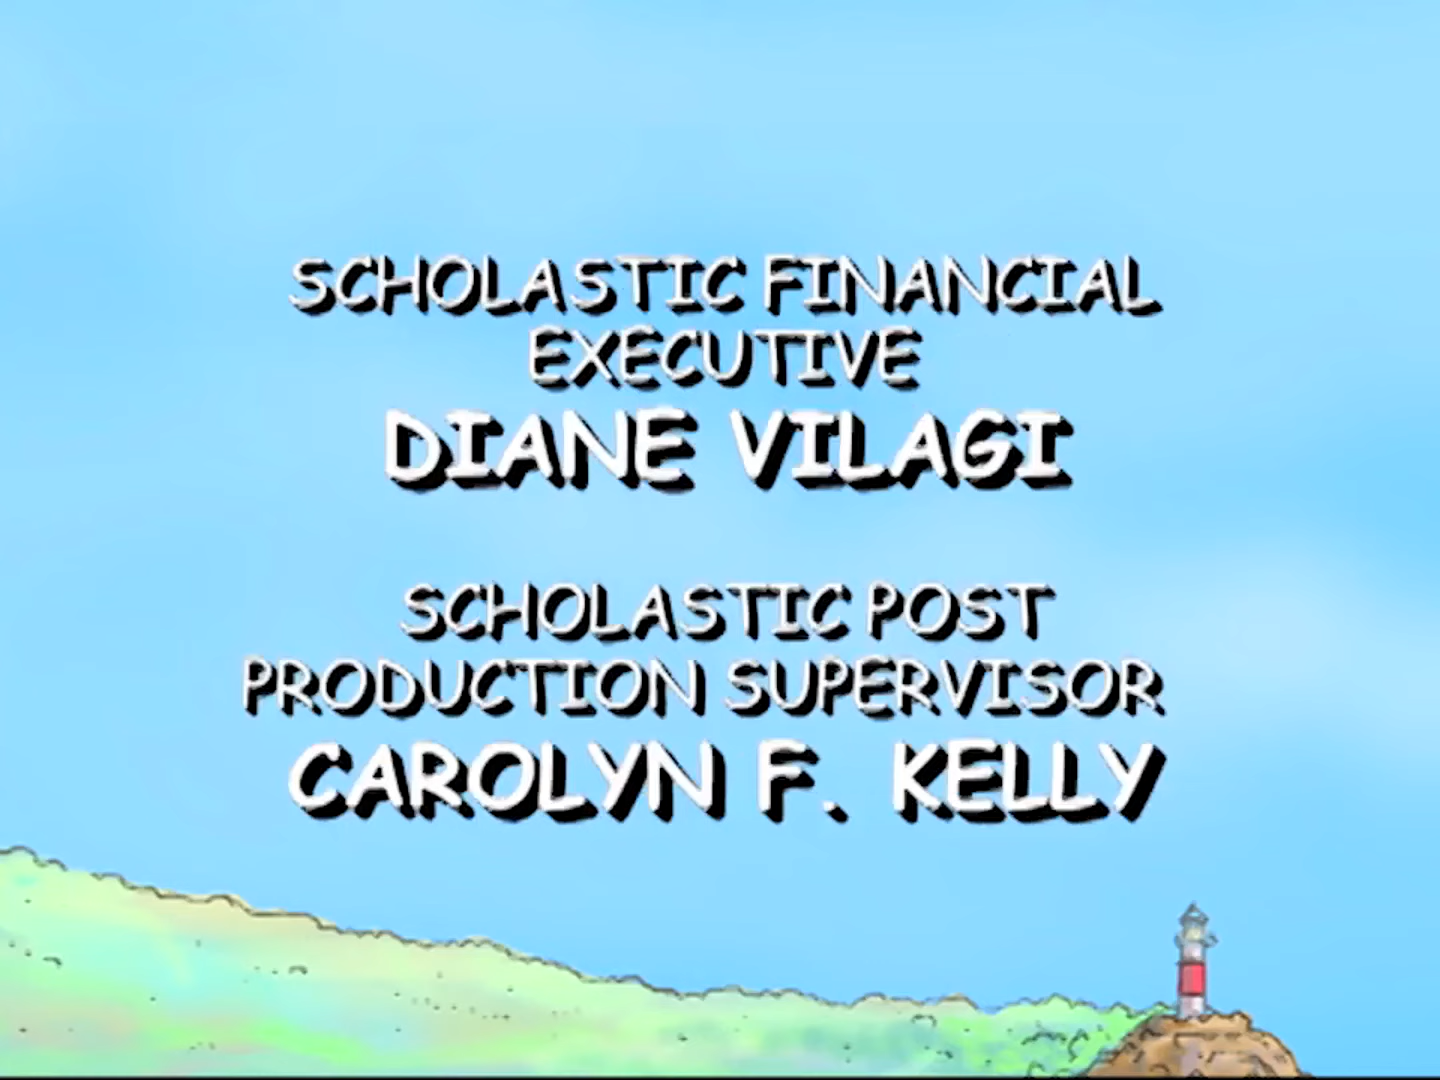 SCHOLASTIC FINANCIAL
EXECUTIVE
DIANE VILAGI
SCHOLASTIC POST
PRODUCTION SUPERVISOR
CAROLYN F. KELLY